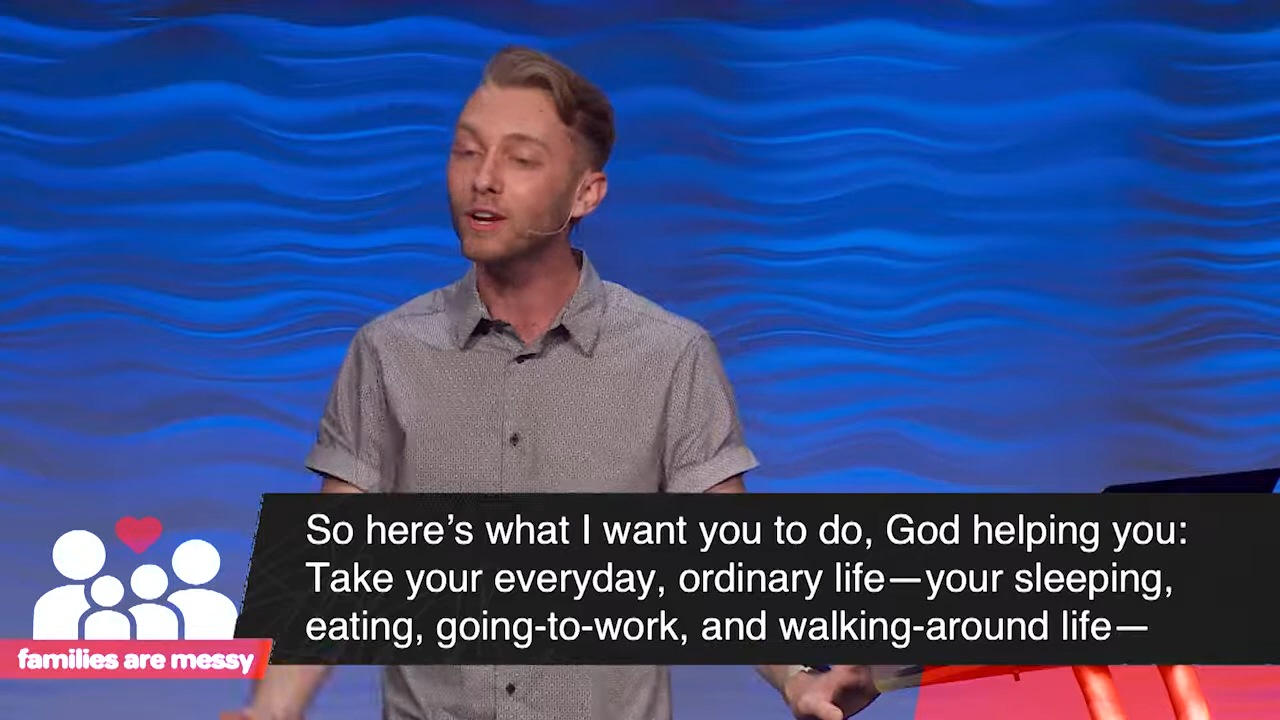 So here’s what I want you to do, God helping you:
Take your everyday, ordinary life—your sleeping,
eating, going-to-work, and walking-around life—
families are messy